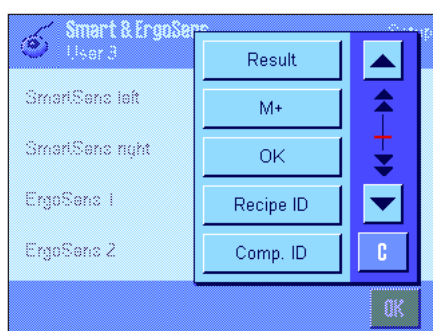 Smart & ErgoSens
User 3
SmartSens left
SmartSens right
ErgoSens 1
ErgoSens 2
Result
M+
OK
Recipe ID
Comp. ID
C
OK